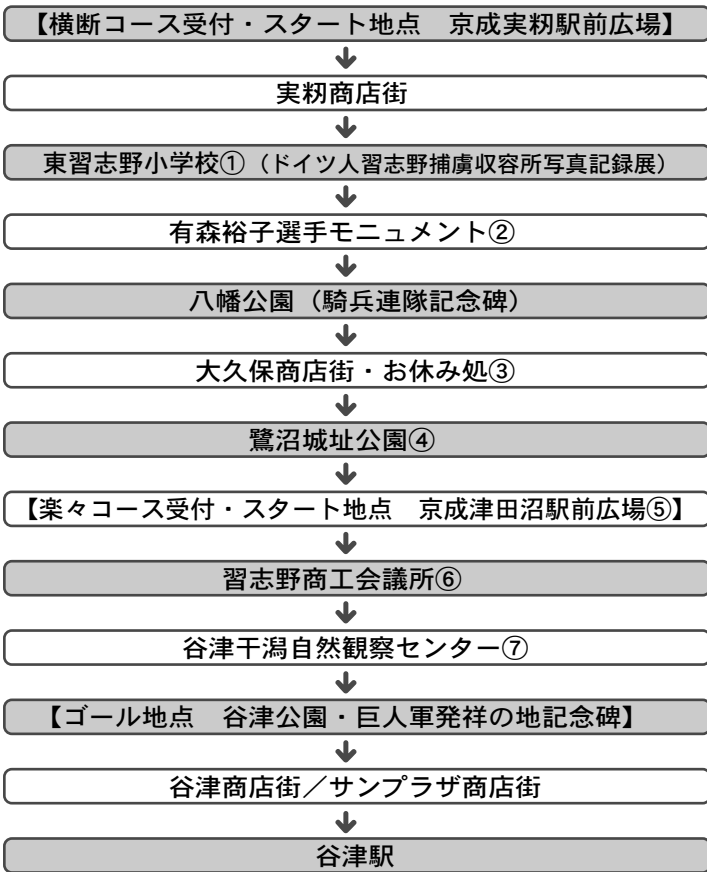 【横断コース受付・スタート地点　京成実籾駅前広場】
実籾商店街
東習志野小学校①（ドイツ人習志野捕虜収容所写真記録展）
有森裕子選手モニュメント②
八幡公園（騎兵連隊記念碑）
大久保商店街・お休み処③
鷺沼城址公園④
【楽々コース受付・スタート地点　京成津田沼駅前広場⑤】
習志野商工会議所⑥
谷津干潟自然観察センター⑦
【ゴール地点　谷津公園・巨人軍発祥の地記念碑】
谷津商店街／サンプラザ商店街
谷津駅